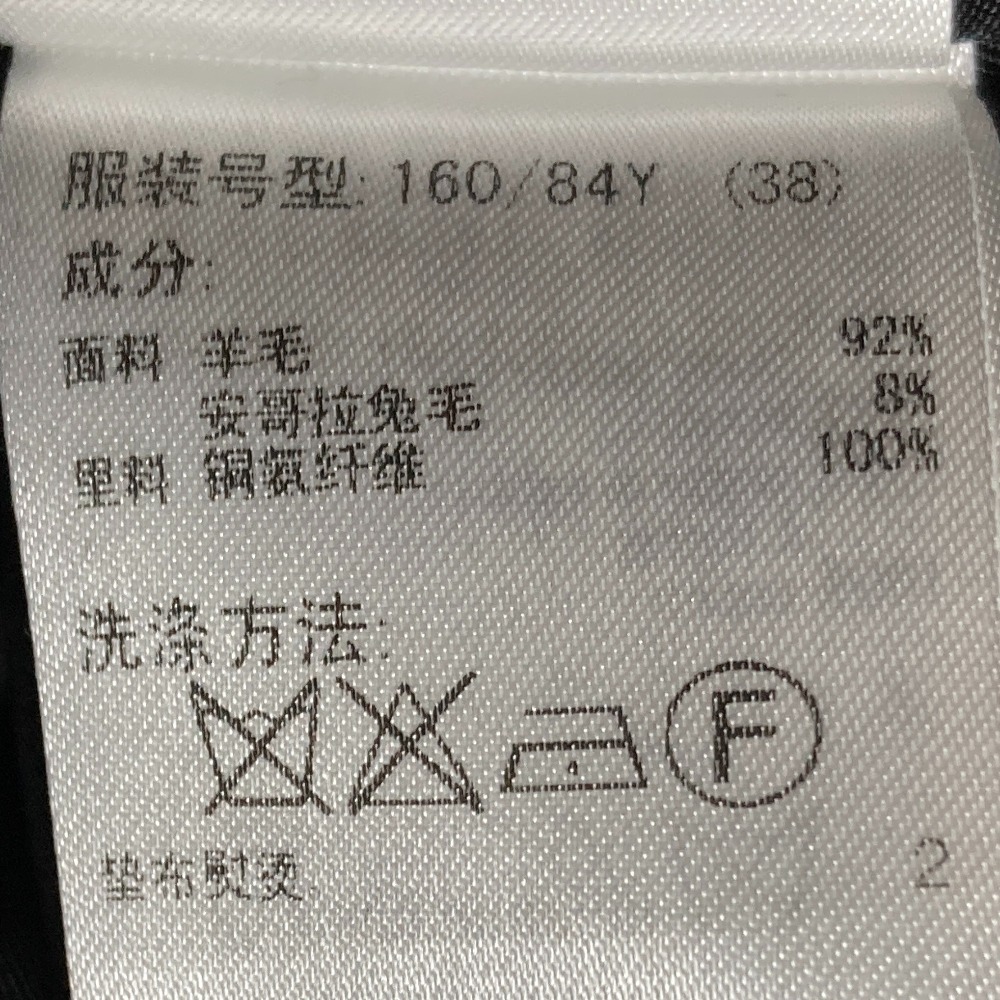 服装号型: 160/84Y (38)
成分:
面料 羊毛 92%
安哥拉兔毛 8%
里料 铜氨纤维 100%
洗涤方法:
F
垫布熨烫 2